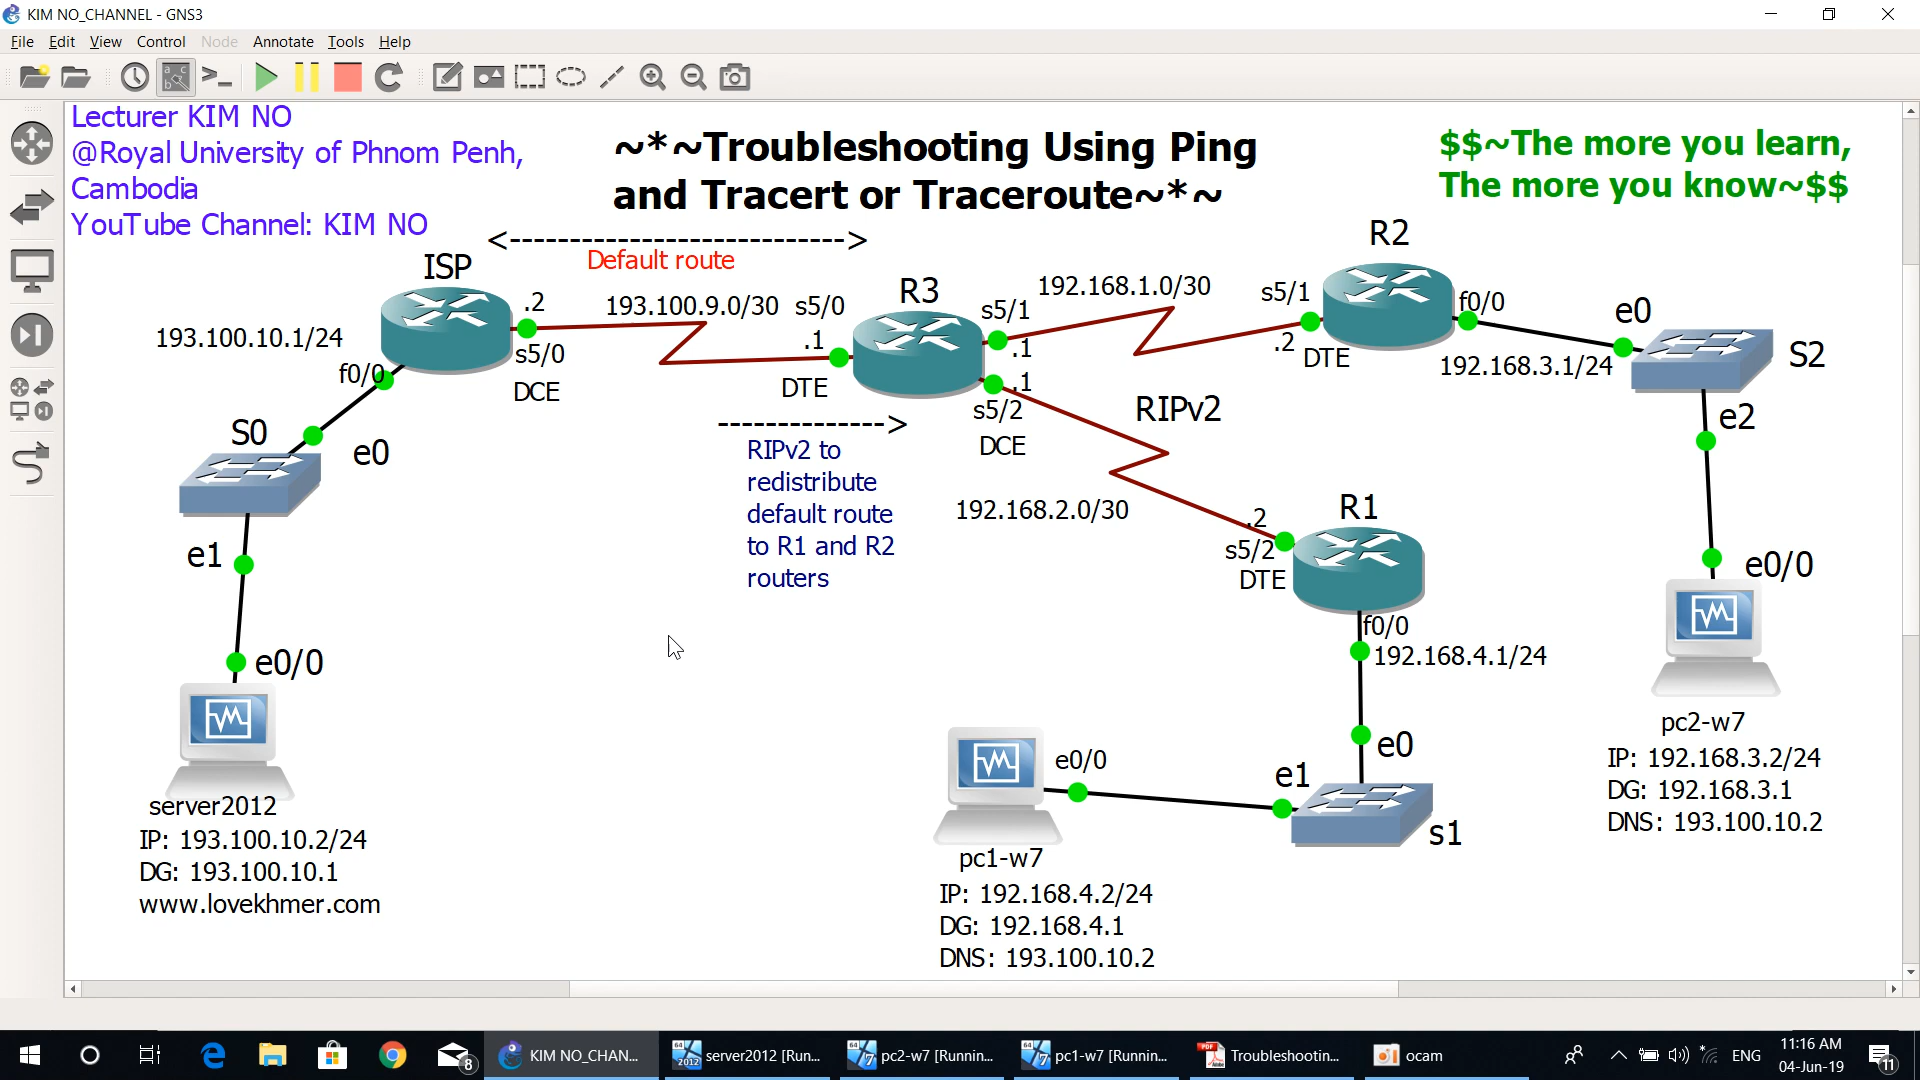 KIM NO_CHANNEL - GNS3
File Edit View Control Node Annotate Tools Help
Lecturer KIM NO
@Royal University of Phnom Penh,
Cambodia
YouTube Channel: KIM NO
~*~Troubleshooting Using Ping
and Tracert or Traceroute~*~
$$~The more you learn,
The more you know~$$
<---------------------------->
Default route
ISP
.2
193.100.9.0/30
s5/0
R3
s5/1
192.168.1.0/30
s5/1
R2
f0/0
e0
193.100.10.1/24
f0/0
s5/0
DCE
.1
DTE
.1
.1
s5/2
DCE
.2
DTE
192.168.3.1/24
S2
S0
e0
-------------->
RIPv2 to
redistribute
default route
to R1 and R2
routers
RIPv2
e2
192.168.2.0/30
.2
s5/2
DTE
R1
e1
e0/0
e0/0
f0/0
192.168.4.1/24
server2012
IP: 193.100.10.2/24
DG: 193.100.10.1
www.lovekhmer.com
e0/0
e1
e0
s1
pc1-w7
IP: 192.168.4.2/24
DG: 192.168.4.1
DNS: 193.100.10.2
pc2-w7
IP: 192.168.3.2/24
DG: 192.168.3.1
DNS: 193.100.10.2
8
KIM NO_CHAN...
64
2012
server2012 [Run...
64
7
pc2-w7 [Runnin...
64
7
pc1-w7 [Runnin...
PDF
Troubleshootin...
ocam
ENG
11:16 AM
04-Jun-19
11